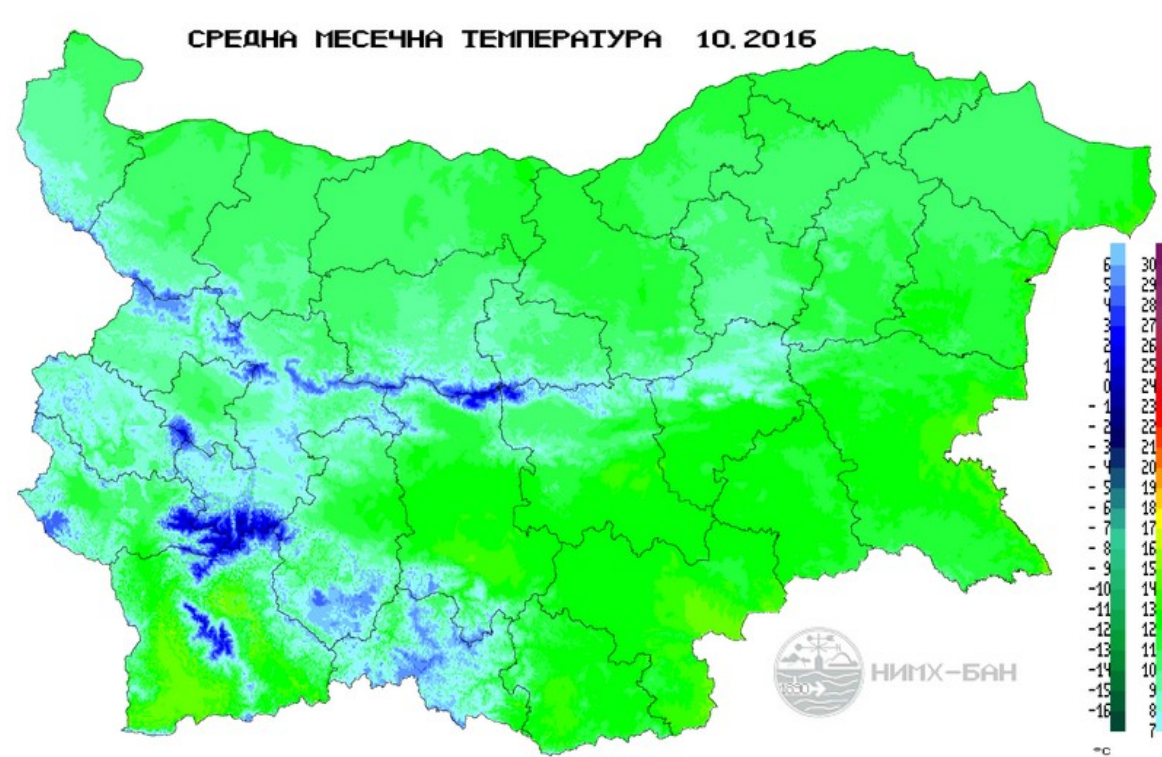 СРЕДНА МЕСЕЧНА ТЕМПЕРАТУРА 10.2016
6 30
5 29
4 28
3 27
2 26
1 25
0 24
- 1 23
- 2 22
- 3 21
- 4 20
- 5 19
- 6 18
- 7 17
- 8 16
- 9 15
-10 14
-11 13
-12 12
-13 11
-14 10
-15 9
-16 8
7
°C
1890
НИМХ-БАН